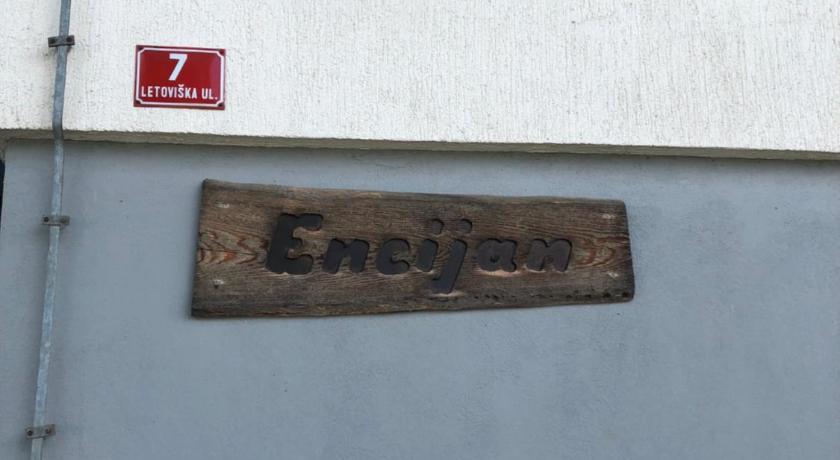 7
LETOVIŠKA UL.
Encijan